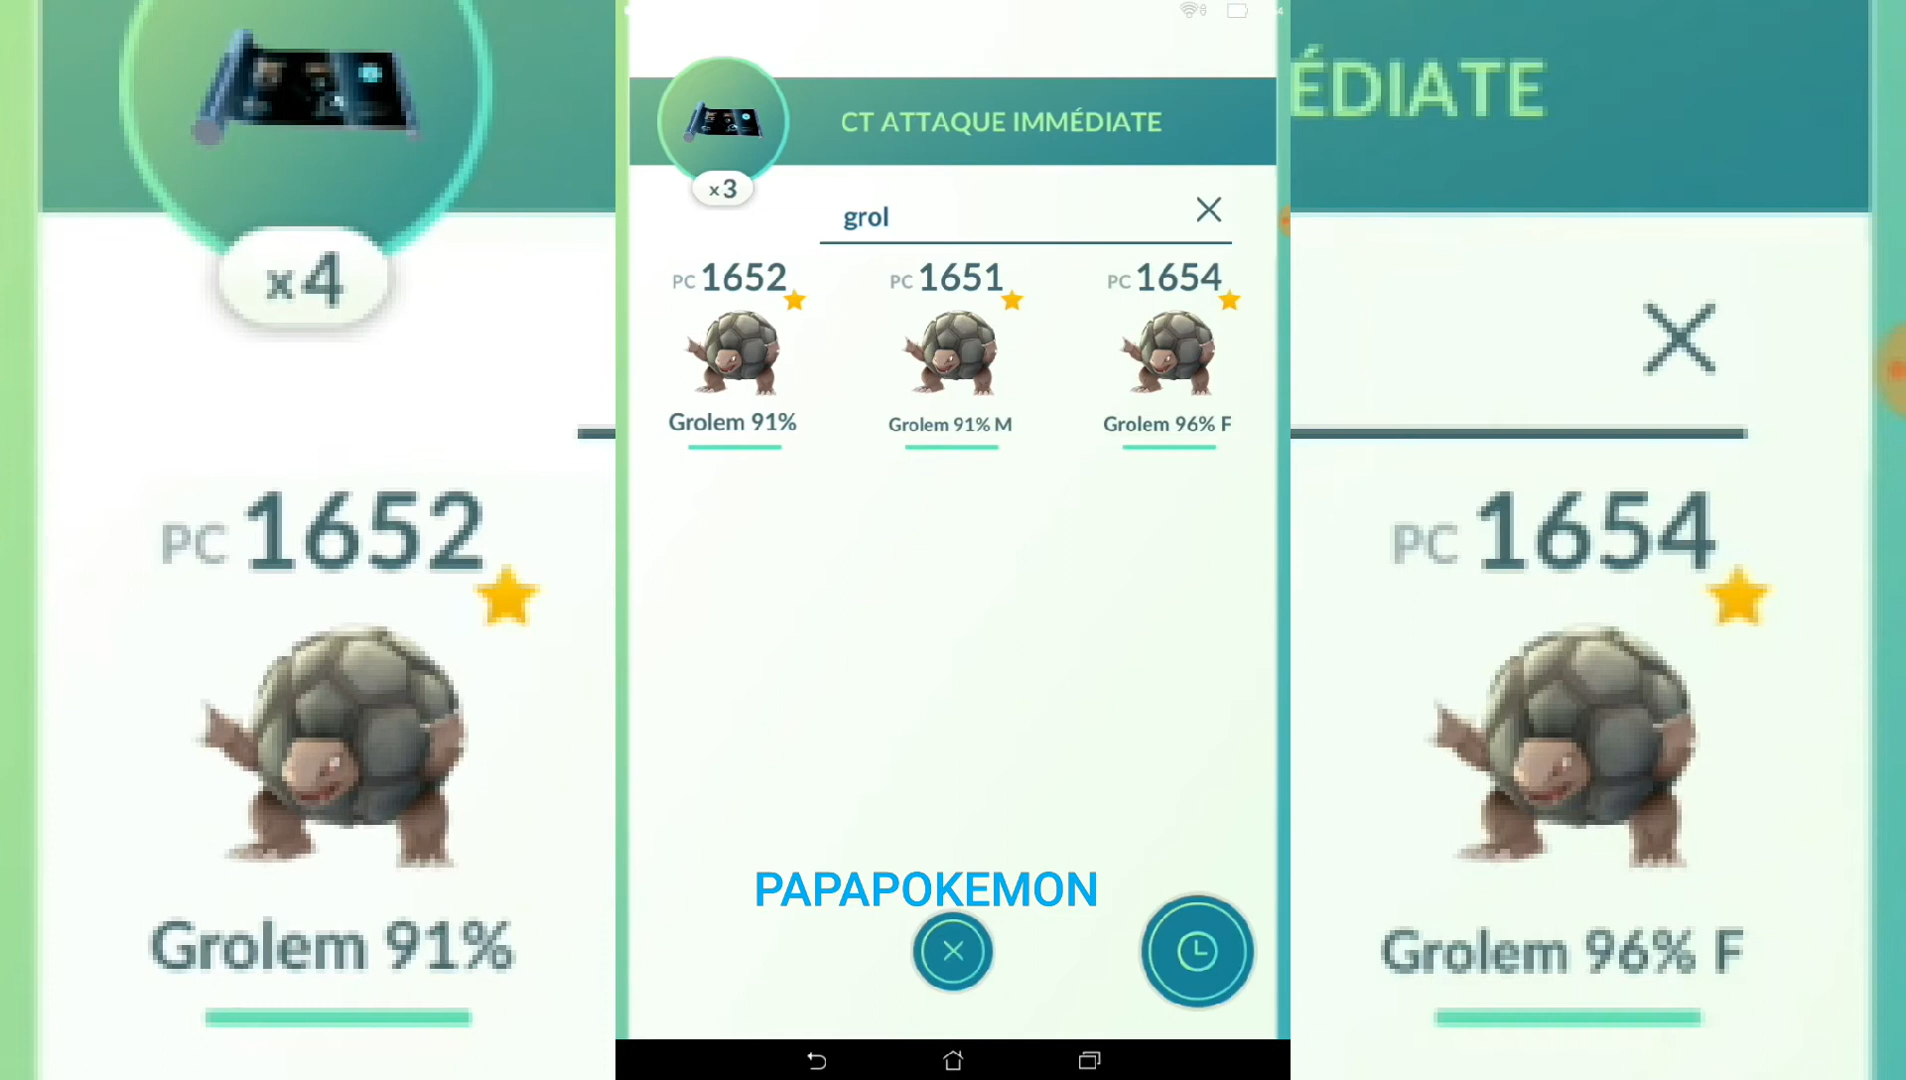 x4
PC 1652
Grolem 91%
CT ATTAQUE IMMÉDIATE
x3
grol
PC 1652
PC 1651
PC 1654
Grolem 91%
Grolem 91% M
Grolem 96% F
PAPAPOKEMON
ÉDIATE
PC 1654
Grolem 96% F